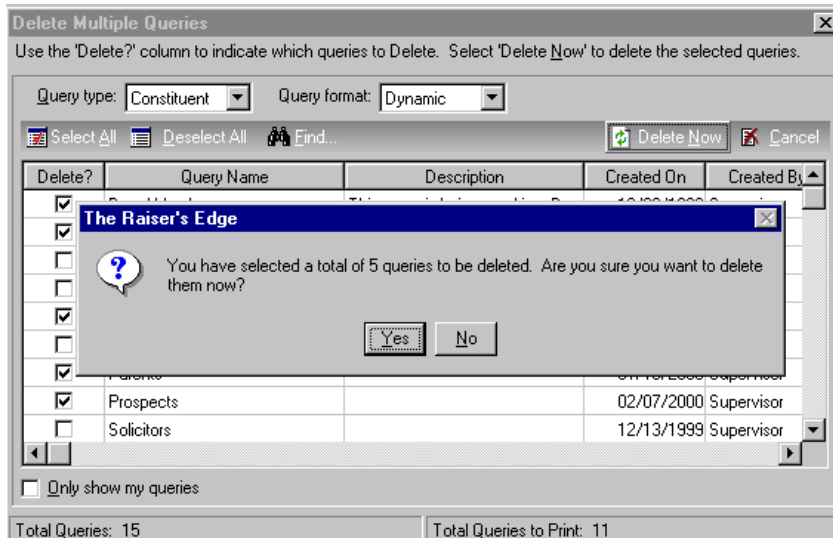 Delete Multiple Queries
Use the 'Delete?' column to indicate which queries to Delete. Select 'Delete Now' to delete the selected queries.
Query type: Constituent Query format: Dynamic
Select All Deselect All Find... Delete Now Cancel
Delete? Query Name Description Created On Created By
The Raiser's Edge
You have selected a total of 5 queries to be deleted. Are you sure you want to delete
them now?
Yes No
Parents Supervisor
Prospects 02/07/2000 Supervisor
Solicitors 12/13/1999 Supervisor
Only show my queries
Total Queries: 15 Total Queries to Print: 11